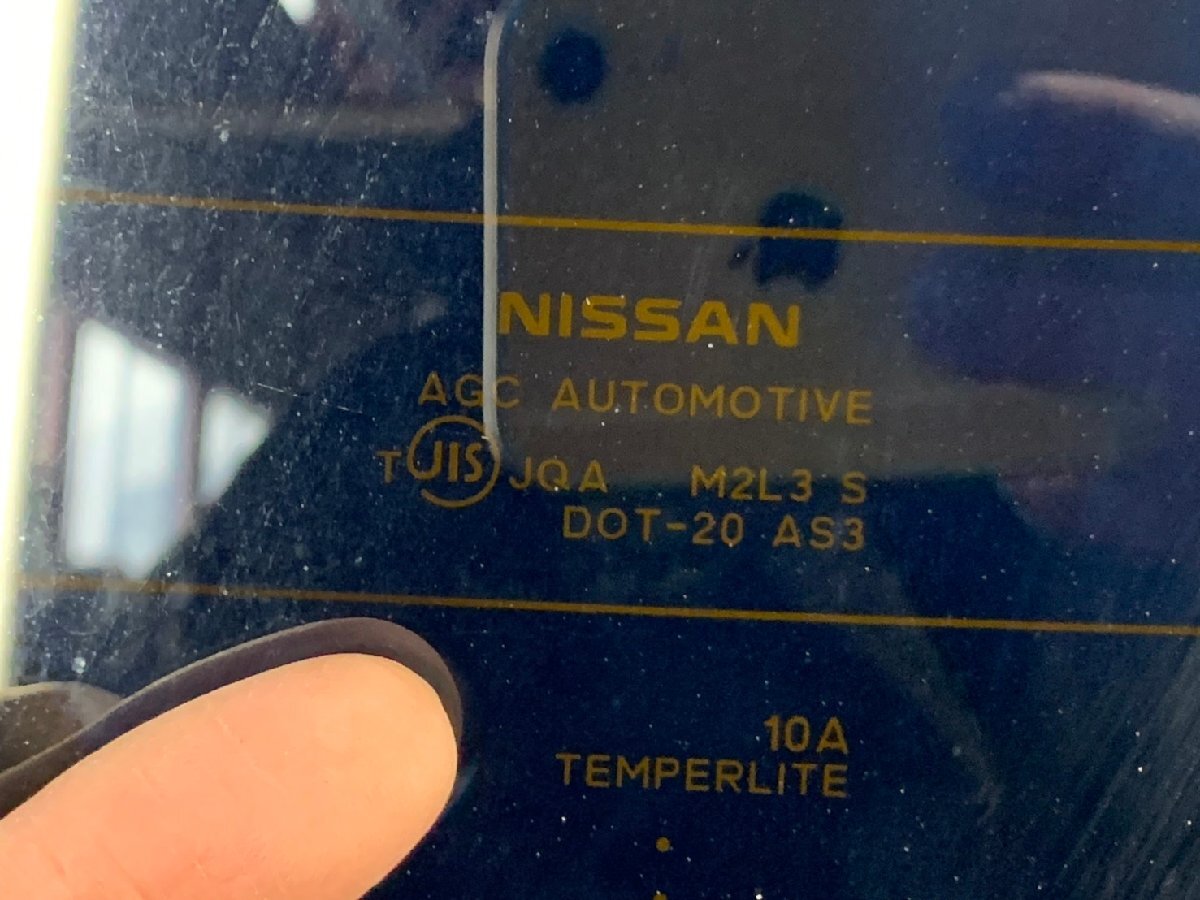 NISSAN
AGC AUTOMOTIVE
T JIS JQA M2L3 S
DOT-20 AS3
10A
TEMPERLITE